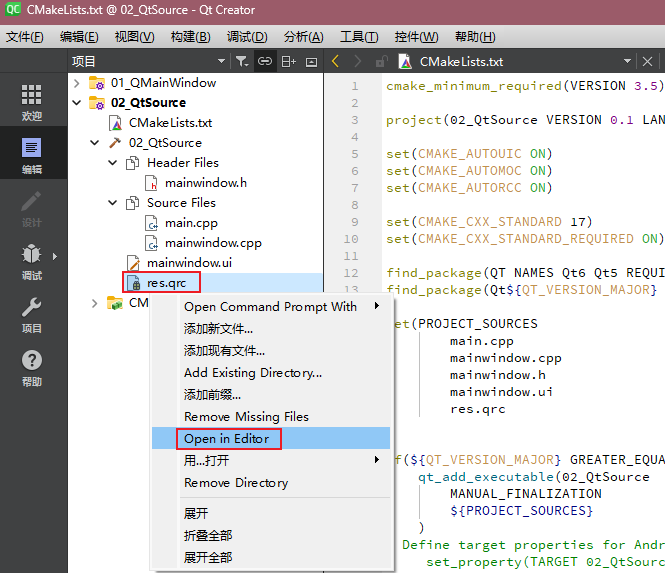 QC CMakeLists.txt @ 02_QtSource - Qt Creator
文件(F) 编辑(E) 视图(V) 构建(B) 调试(D) 分析(A) 工具(T) 控件(W) 帮助(H)
项目
CMakeLists.txt
欢迎
编辑
设计
调试
项目
帮助
01_QMainWindow
02_QtSource
CMakeLists.txt
02_QtSource
Header Files
mainwindow.h
Source Files
main.cpp
mainwindow.cpp
mainwindow.ui
res.qrc
CM
Open Command Prompt With
添加新文件...
添加现有文件...
Add Existing Directory...
添加前缀...
Remove Missing Files
Open in Editor
用...打开
Remove Directory
展开
折叠全部
展开全部
1 cmake_minimum_required(VERSION 3.5)
2
3 project(02_QtSource VERSION 0.1 LAN
4
5 set(CMAKE_AUTOUIC ON)
6 set(CMAKE_AUTOMOC ON)
7 set(CMAKE_AUTORCC ON)
8
9 set(CMAKE_CXX_STANDARD 17)
10 set(CMAKE_CXX_STANDARD_REQUIRED ON)
11
12 find_package(QT NAMES Qt6 Qt5 REQUI
13 find_package(Qt${QT_VERSION_MAJOR}
et(PROJECT_SOURCES
main.cpp
mainwindow.cpp
mainwindow.h
mainwindow.ui
res.qrc
f(${QT_VERSION_MAJOR} GREATER_EQUA
qt_add_executable(02_QtSource
MANUAL_FINALIZATION
${PROJECT_SOURCES}
)
Define target properties for Andr
set_property(TARGET 02_QtSourc